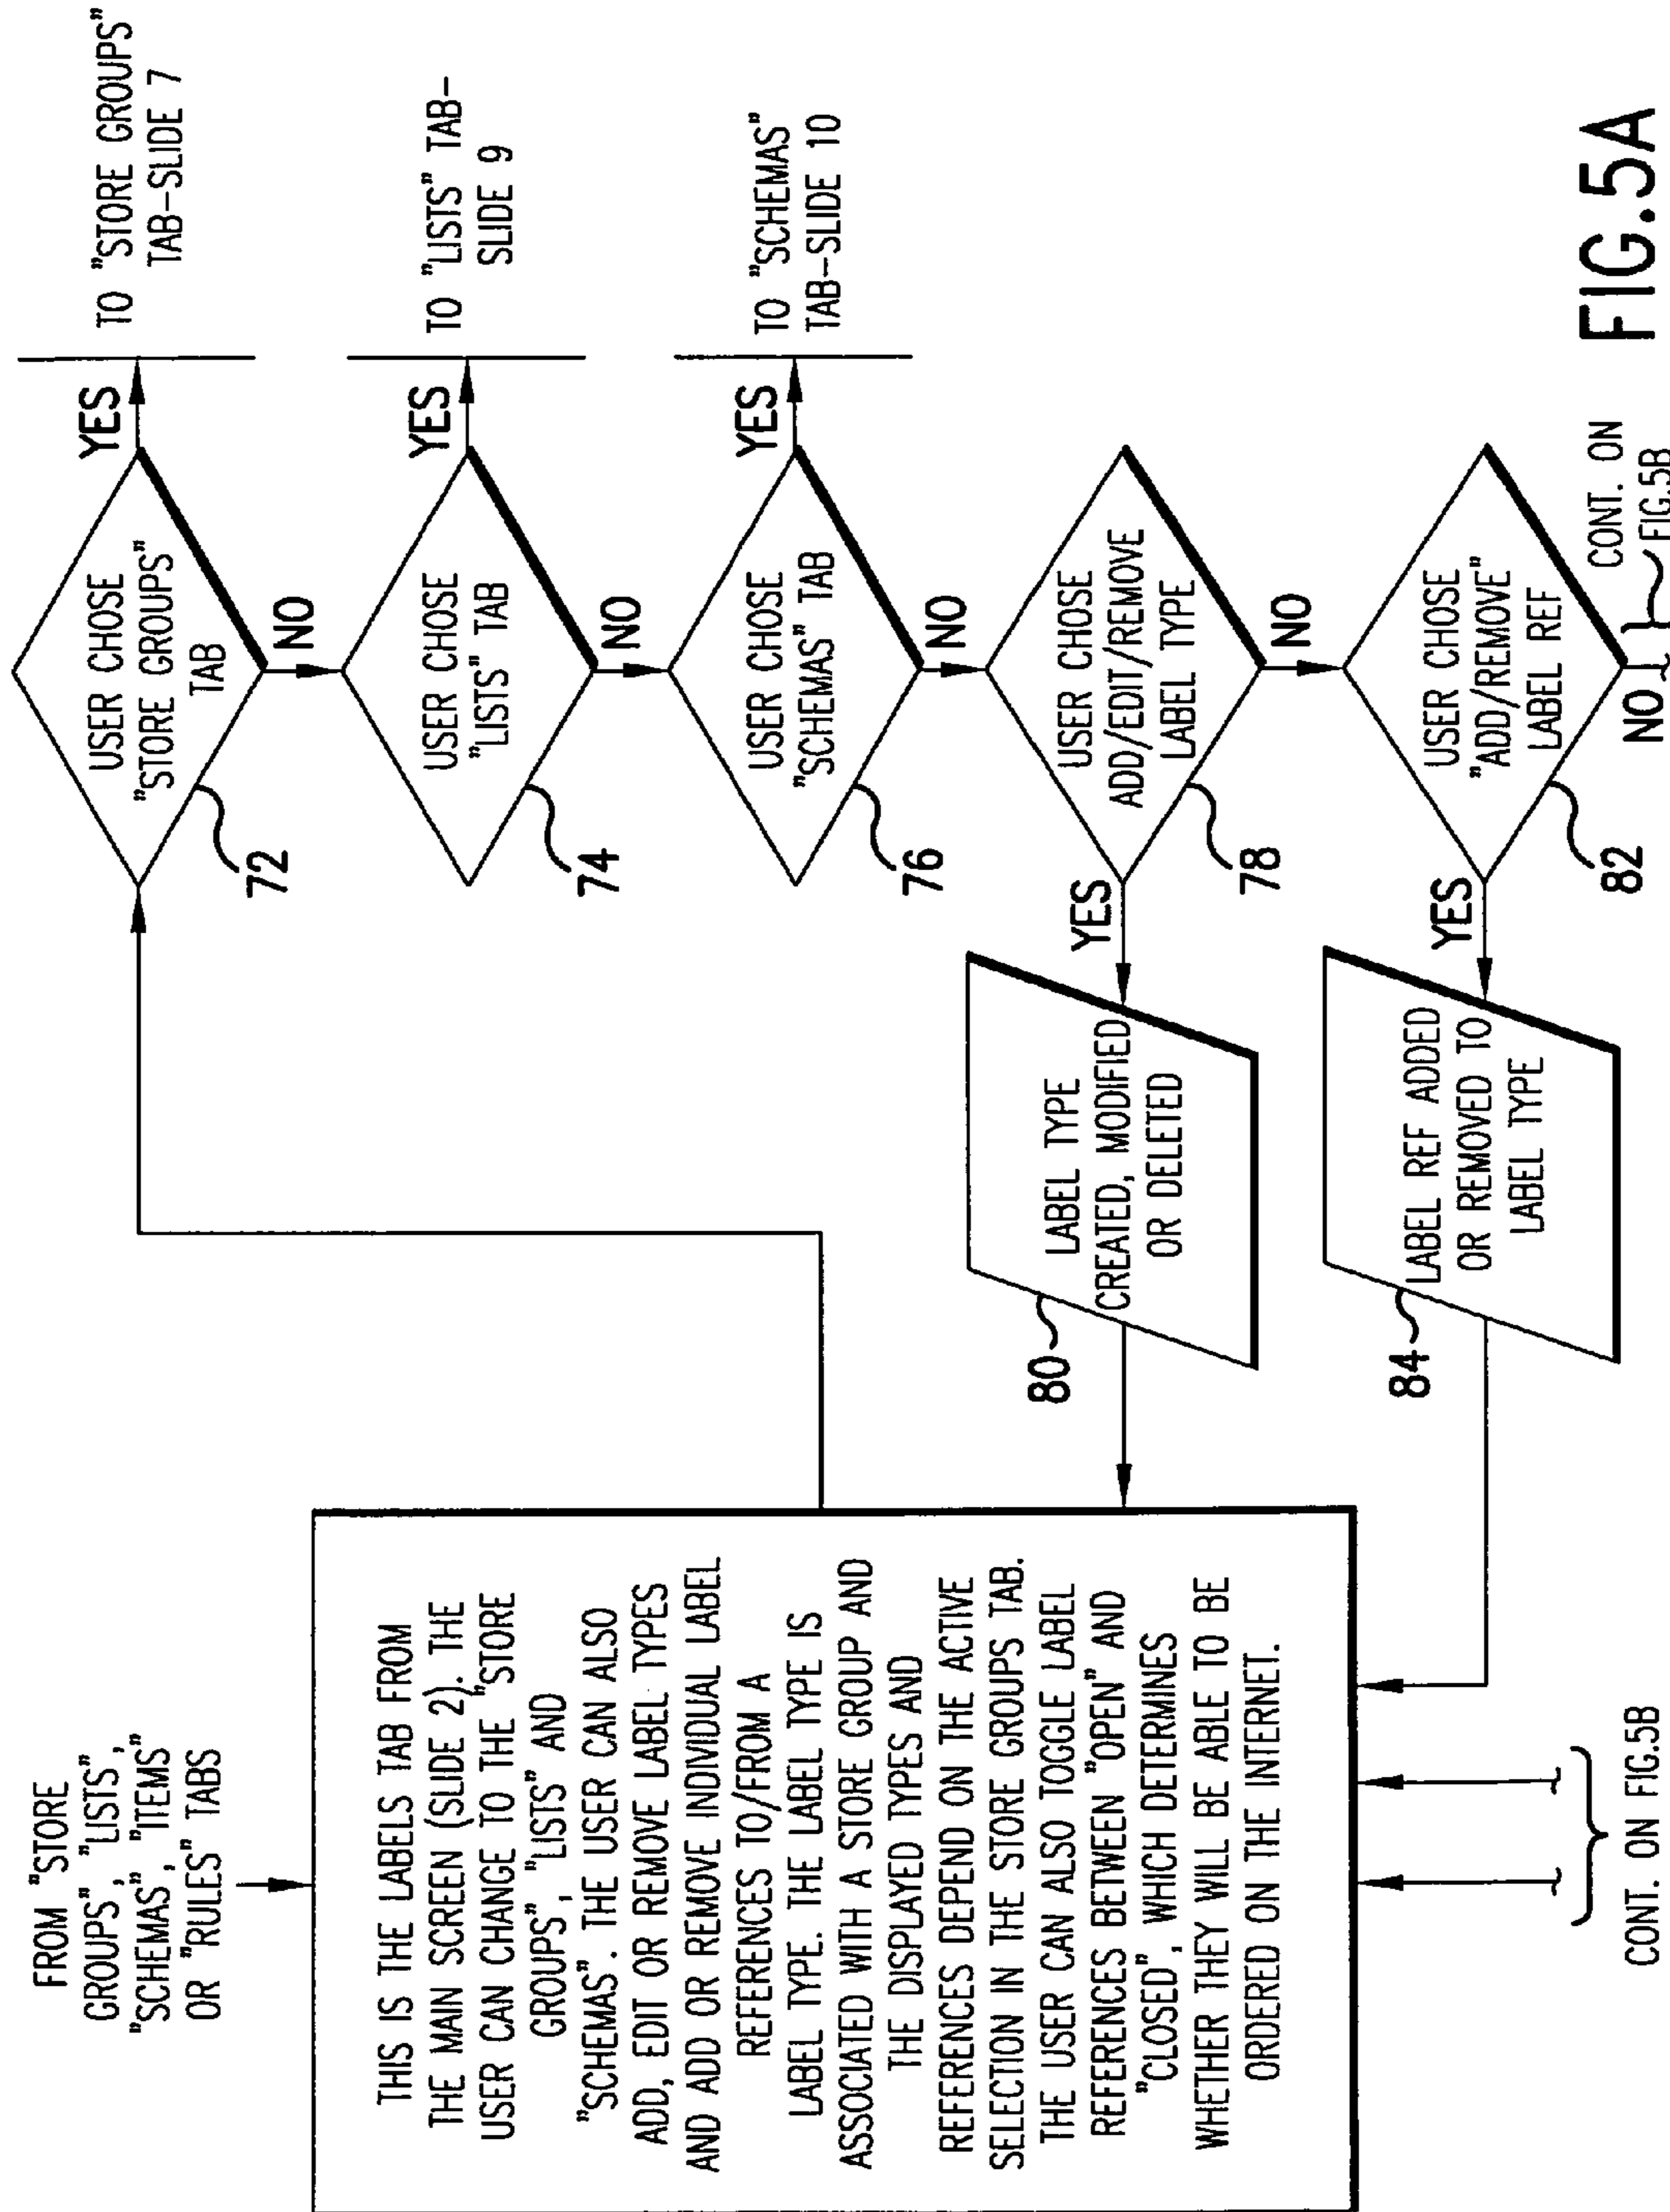 FROM "STORE
GROUPS", "LISTS",
"SCHEMAS", "ITEMS"
OR "RULES" TABS
THIS IS THE LABELS TAB FROM
THE MAIN SCREEN (SLIDE 2). THE
USER CAN CHANGE TO THE "STORE
GROUPS", "LISTS" AND
"SCHEMAS". THE USER CAN ALSO
ADD, EDIT OR REMOVE LABEL TYPES
AND ADD OR REMOVE INDIVIDUAL LABEL
REFERENCES TO/FROM A
LABEL TYPE. THE LABEL TYPE IS
ASSOCIATED WITH A STORE GROUP AND
THE DISPLAYED TYPES AND
REFERENCES DEPEND ON THE ACTIVE
SELECTION IN THE STORE GROUPS TAB.
THE USER CAN ALSO TOGGLE LABEL
REFERENCES BETWEEN "OPEN" AND
"CLOSED", WHICH DETERMINES
WHETHER THEY WILL BE ABLE TO BE
ORDERED ON THE INTERNET.
CONT. ON FIG.5B
USER CHOSE
"STORE GROUPS"
TAB
72
YES
TO "STORE GROUPS"
TAB-SLIDE 7
NO
USER CHOSE
"LISTS" TAB
74
YES
TO "LISTS" TAB-
SLIDE 9
NO
USER CHOSE
"SCHEMAS" TAB
76
YES
TO "SCHEMAS"
TAB-SLIDE 10
NO
USER CHOSE
ADD/EDIT/REMOVE
LABEL TYPE
78
YES
LABEL TYPE
CREATED, MODIFIED
OR DELETED
80
NO
USER CHOSE
"ADD/REMOVE"
LABEL REF
82
YES
LABEL REF ADDED
OR REMOVED TO
LABEL TYPE
84
NO
CONT. ON
FIG.5B
FIG.5A